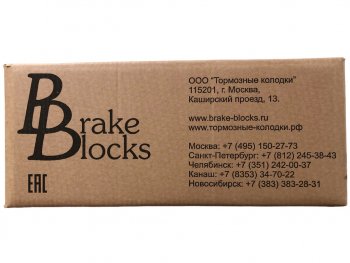 Brake
Blocks
EAC
ООО "Тормозные колодки"
115201, г. Москва,
Каширский проезд, 13.
www.brake-blocks.ru
www.тормозные-колодки.рф
Москва: +7 (495) 150-27-73
Санкт-Петербург: +7 (812) 245-38-43
Челябинск: +7 (351) 242-00-37
Канаш: +7 (8353) 34-70-22
Новосибирск: +7 (383) 383-28-31